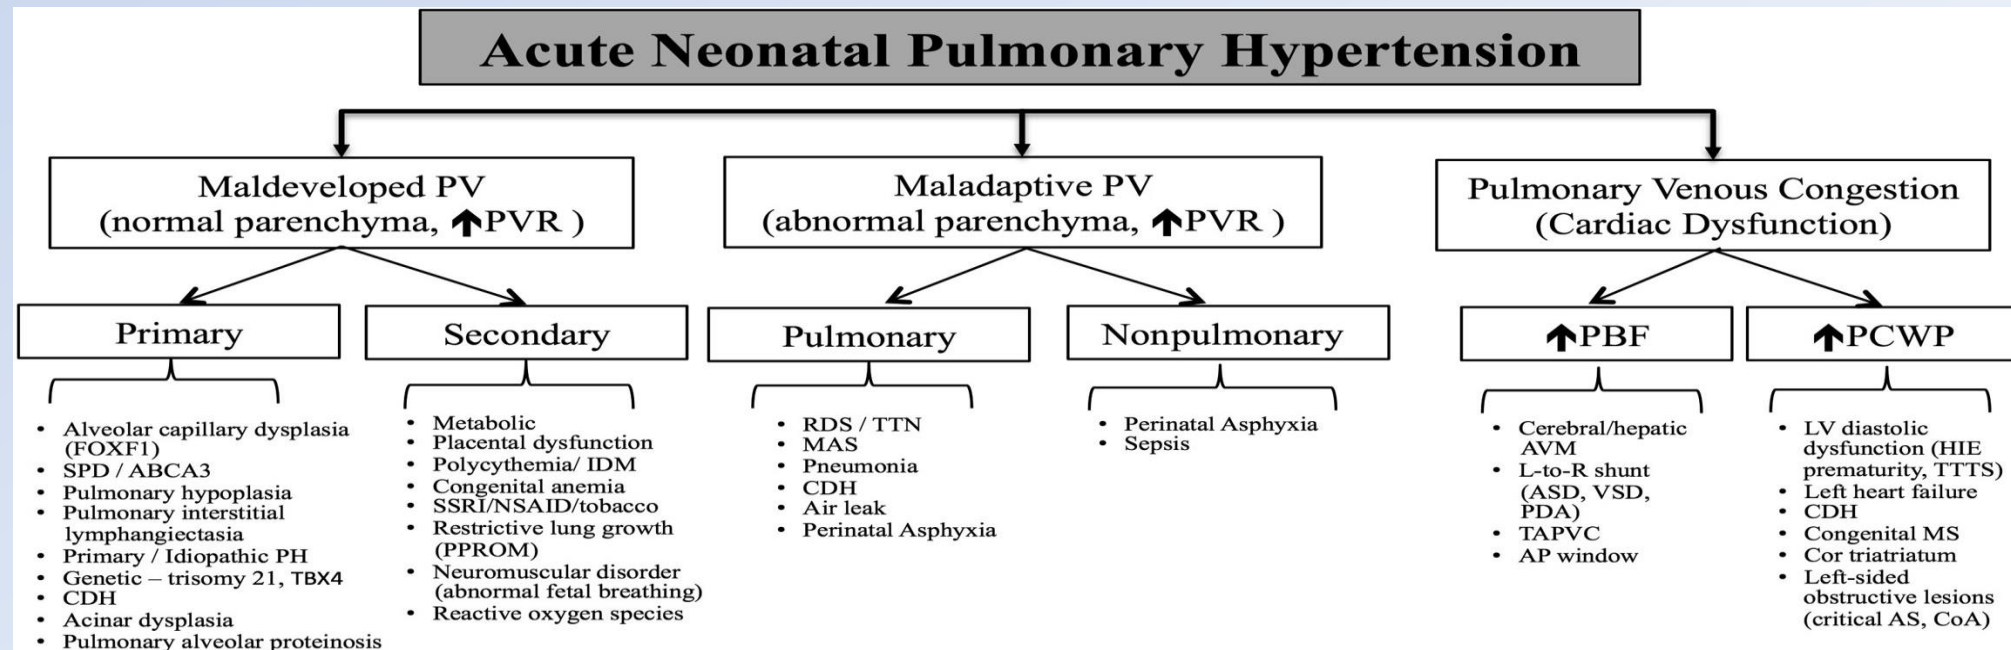 Acute Neonatal Pulmonary Hypertension
Maldeveloped PV
(normal parenchyma, ↑PVR )
Maladaptive PV
(abnormal parenchyma, ↑PVR )
Pulmonary Venous Congestion
(Cardiac Dysfunction)
Primary
• Alveolar capillary dysplasia
(FOXF1)
• SPD / ABCA3
• Pulmonary hypoplasia
• Pulmonary interstitial
lymphangiectasia
• Primary / Idiopathic PH
• Genetic – trisomy 21, TBX4
• CDH
• Acinar dysplasia
• Pulmonary alveolar proteinosis
Secondary
• Metabolic
• Placental dysfunction
• Polycythemia/ IDM
• Congenital anemia
• SSRI/NSAID/tobacco
• Restrictive lung growth
(PPROM)
• Neuromuscular disorder
(abnormal fetal breathing)
• Reactive oxygen species
Pulmonary
• RDS / TTN
• MAS
• Pneumonia
• CDH
• Air leak
• Perinatal Asphyxia
Nonpulmonary
• Perinatal Asphyxia
• Sepsis
↑PBF
• Cerebral/hepatic
AVM
• L-to-R shunt
(ASD, VSD,
PDA)
• TAPVC
• AP window
↑PCWP
• LV diastolic
dysfunction (HIE
prematurity, TTTS)
• Left heart failure
• CDH
• Congenital MS
• Cor triatriatum
• Left-sided
obstructive lesions
(critical AS, CoA)